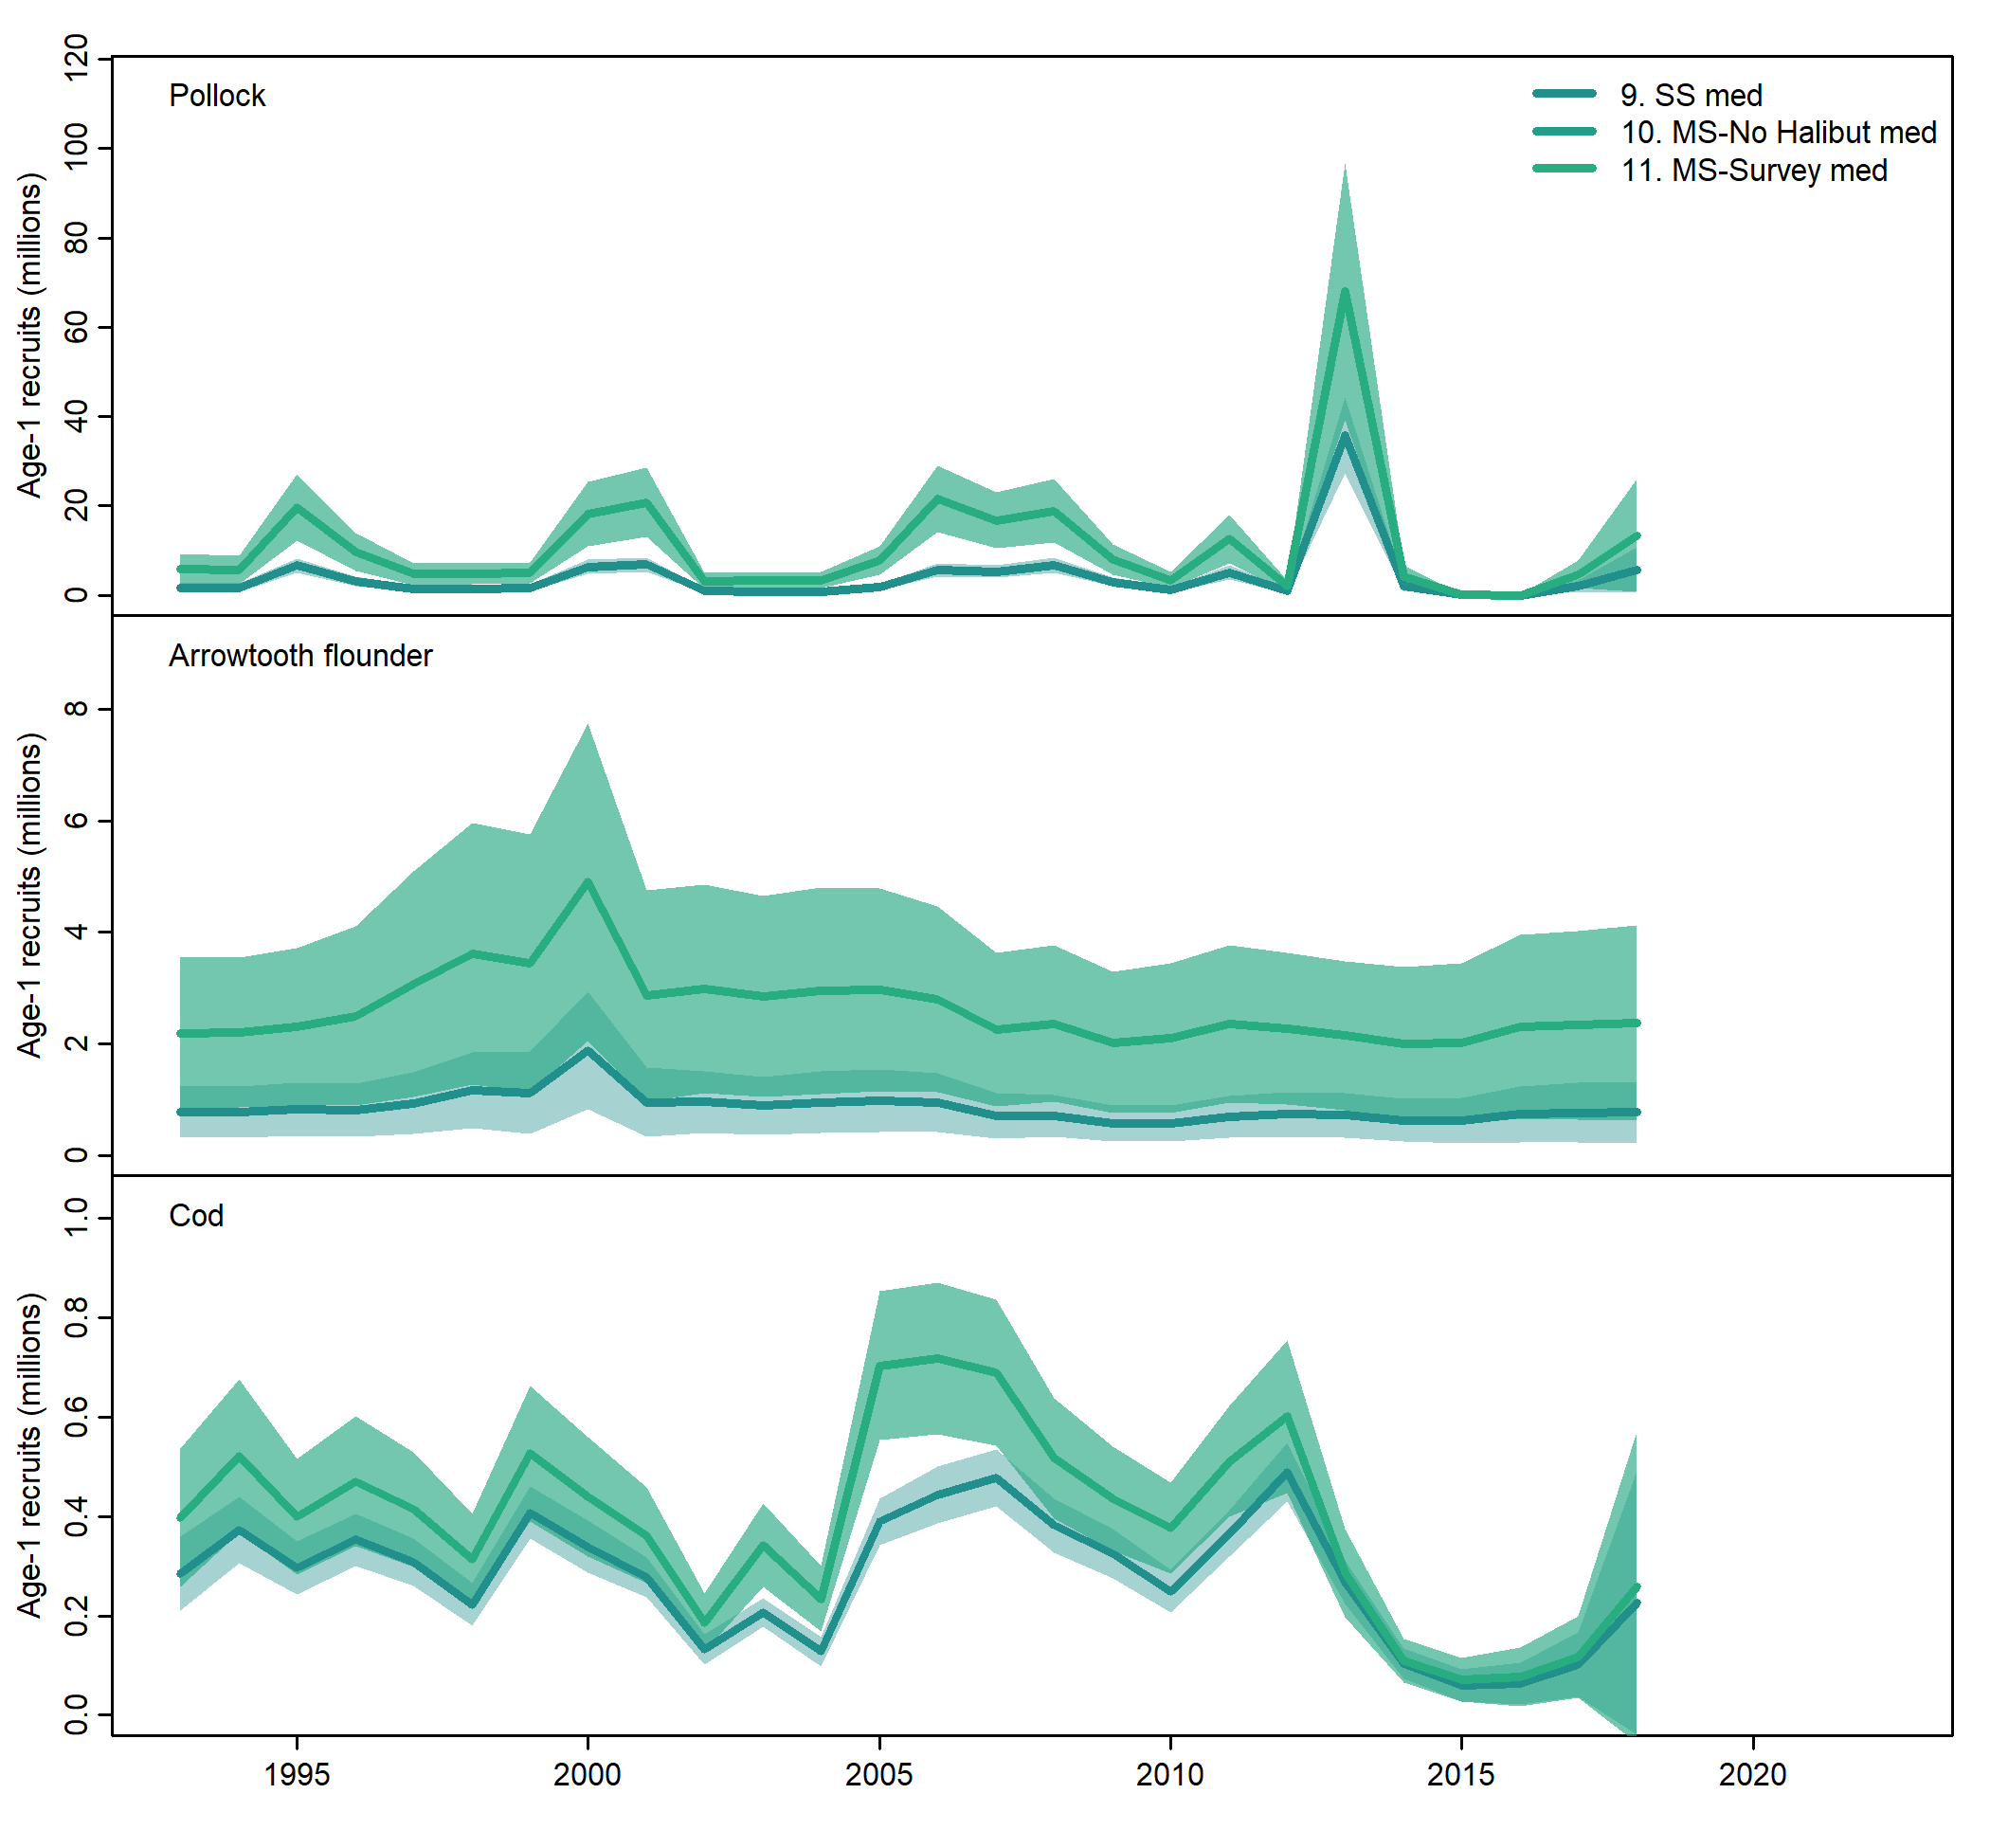 Pollock
9. SS med
10. MS-No Halibut med
11. MS-Survey med
Age-1 recruits (millions)
120
100
80
60
40
20
0
Arrowtooth flounder
Age-1 recruits (millions)
8
6
4
2
0
Cod
Age-1 recruits (millions)
1.0
0.8
0.6
0.4
0.2
0.0
1995 2000 2005 2010 2015 2020